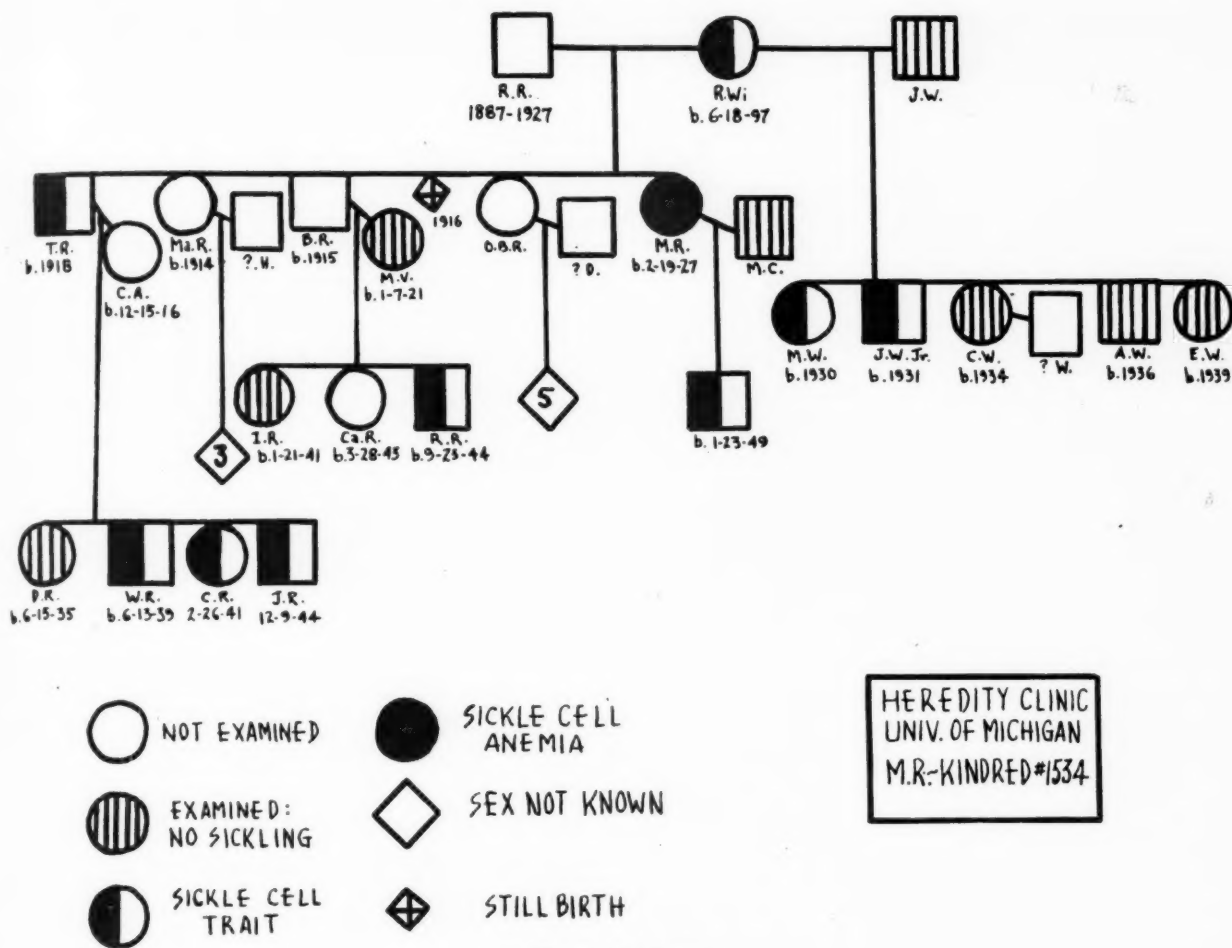 R.R.
1887-1927
R.Wi
b. 6-18-97
J.W.
T.R.
b.1918
C.A.
b.12-15-16
Ma.R.
b.1914
?.W.
B.R.
b.1915
M.V.
b.1-7-21
1916
O.B.R.
? D.
M.R.
b.2-19-27
M.C.
M.W.
b.1930
J.W.Jr.
b.1931
C.W.
b.1934
? W.
A.W.
b.1936
E.W.
b.1939
3
I.R.
b.1-21-41
Ca.R.
b.3-28-43
R.R.
b.9-23-44
5
b. 1-23-49
D.R.
b.6-15-35
W.R.
b.6-13-39
C.R.
2-26-41
J.R.
12-9-44
NOT EXAMINED
EXAMINED:
NO SICKLING
SICKLE CELL
TRAIT
SICKLE CELL
ANEMIA
SEX NOT KNOWN
STILL BIRTH
HEREDITY CLINIC
UNIV. OF MICHIGAN
M.R.-KINDRED #1534